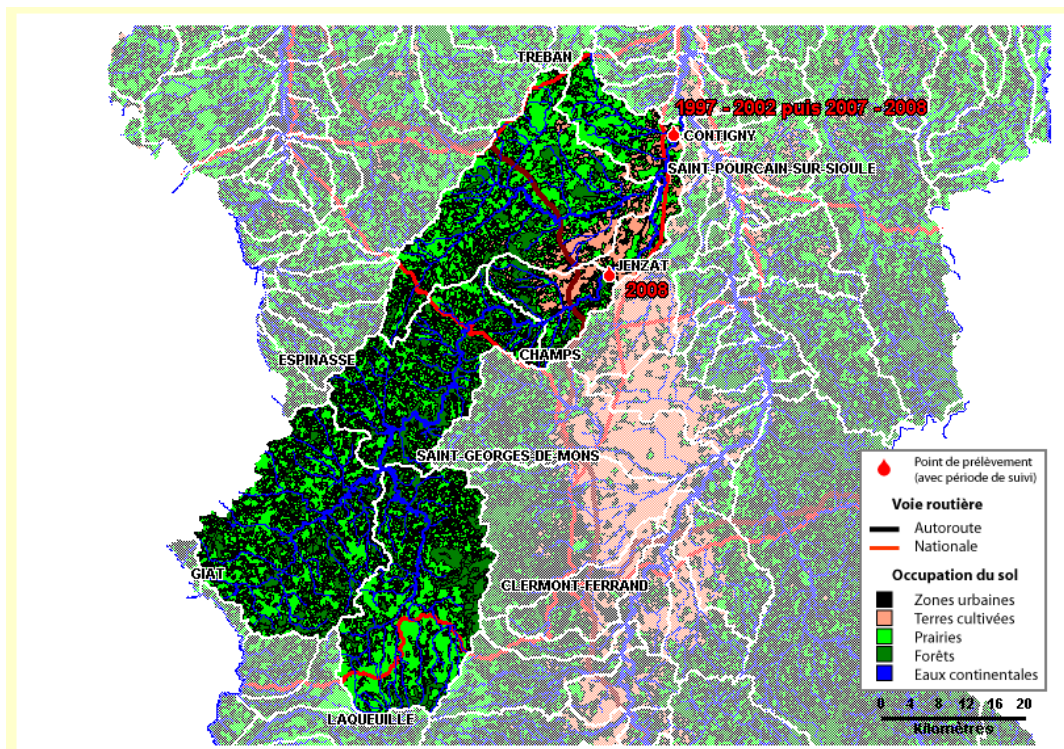 TREBAN
1997 - 2002 puis 2007 - 2008
CONTIGNY
SAINT-POURCAIN-SUR-SIOULE
JENZAT
2008
ESPINASSE
CHAMPS
SAINT-GEORGES-DE-MONS
GIAT
CLERMONT-FERRAND
LAQUEUILLE
Point de prélèvement
(avec période de suivi)
Voie routière
Autoroute
Nationale
Occupation du sol
Zones urbaines
Terres cultivées
Prairies
Forêts
Eaux continentales
0 4 8 12 16 20
Kilomètres